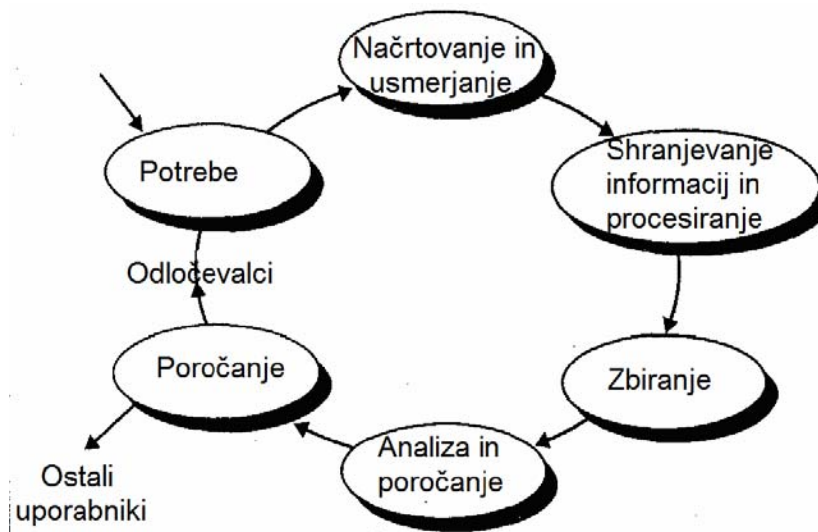 Načrtovanje in
usmerjanje
Shranjevanje
informacij in
procesiranje
Potrebe
Odločevalci
Poročanje
Zbiranje
Analiza in
poročanje
Ostali
uporabniki